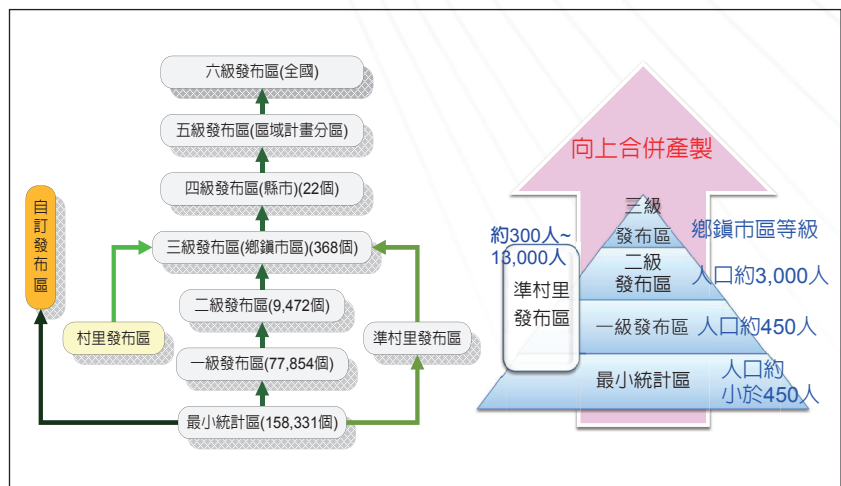 六級發布區(全國)
五級發布區(區域計畫分區)
四級發布區(縣市)(22個)
自訂發布區
三級發布區(鄉鎮市區)(368個)
二級發布區(9,472個)
村里發布區
準村里發布區
一級發布區(77,854個)
最小統計區(158,331個)
向上合併產製
三級
發布區
鄉鎮市區等級
約300人~
13,000人
二級
發布區
人口約3,000人
準村里
發布區
一級發布區
人口約450人
最小統計區
人口約
小於450人